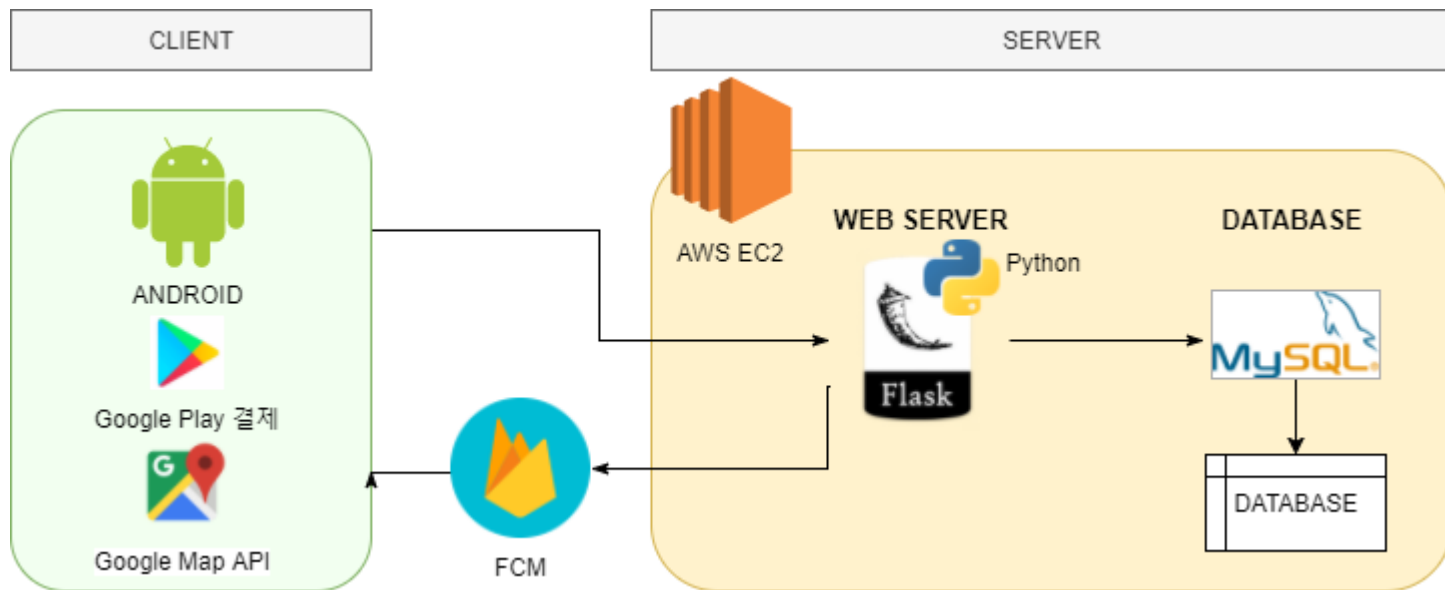 CLIENT
SERVER
ANDROID
Google Play 결제
G
Google Map API
FCM
AWS EC2
WEB SERVER
Python
Flask
DATABASE
MySQL®
DATABASE